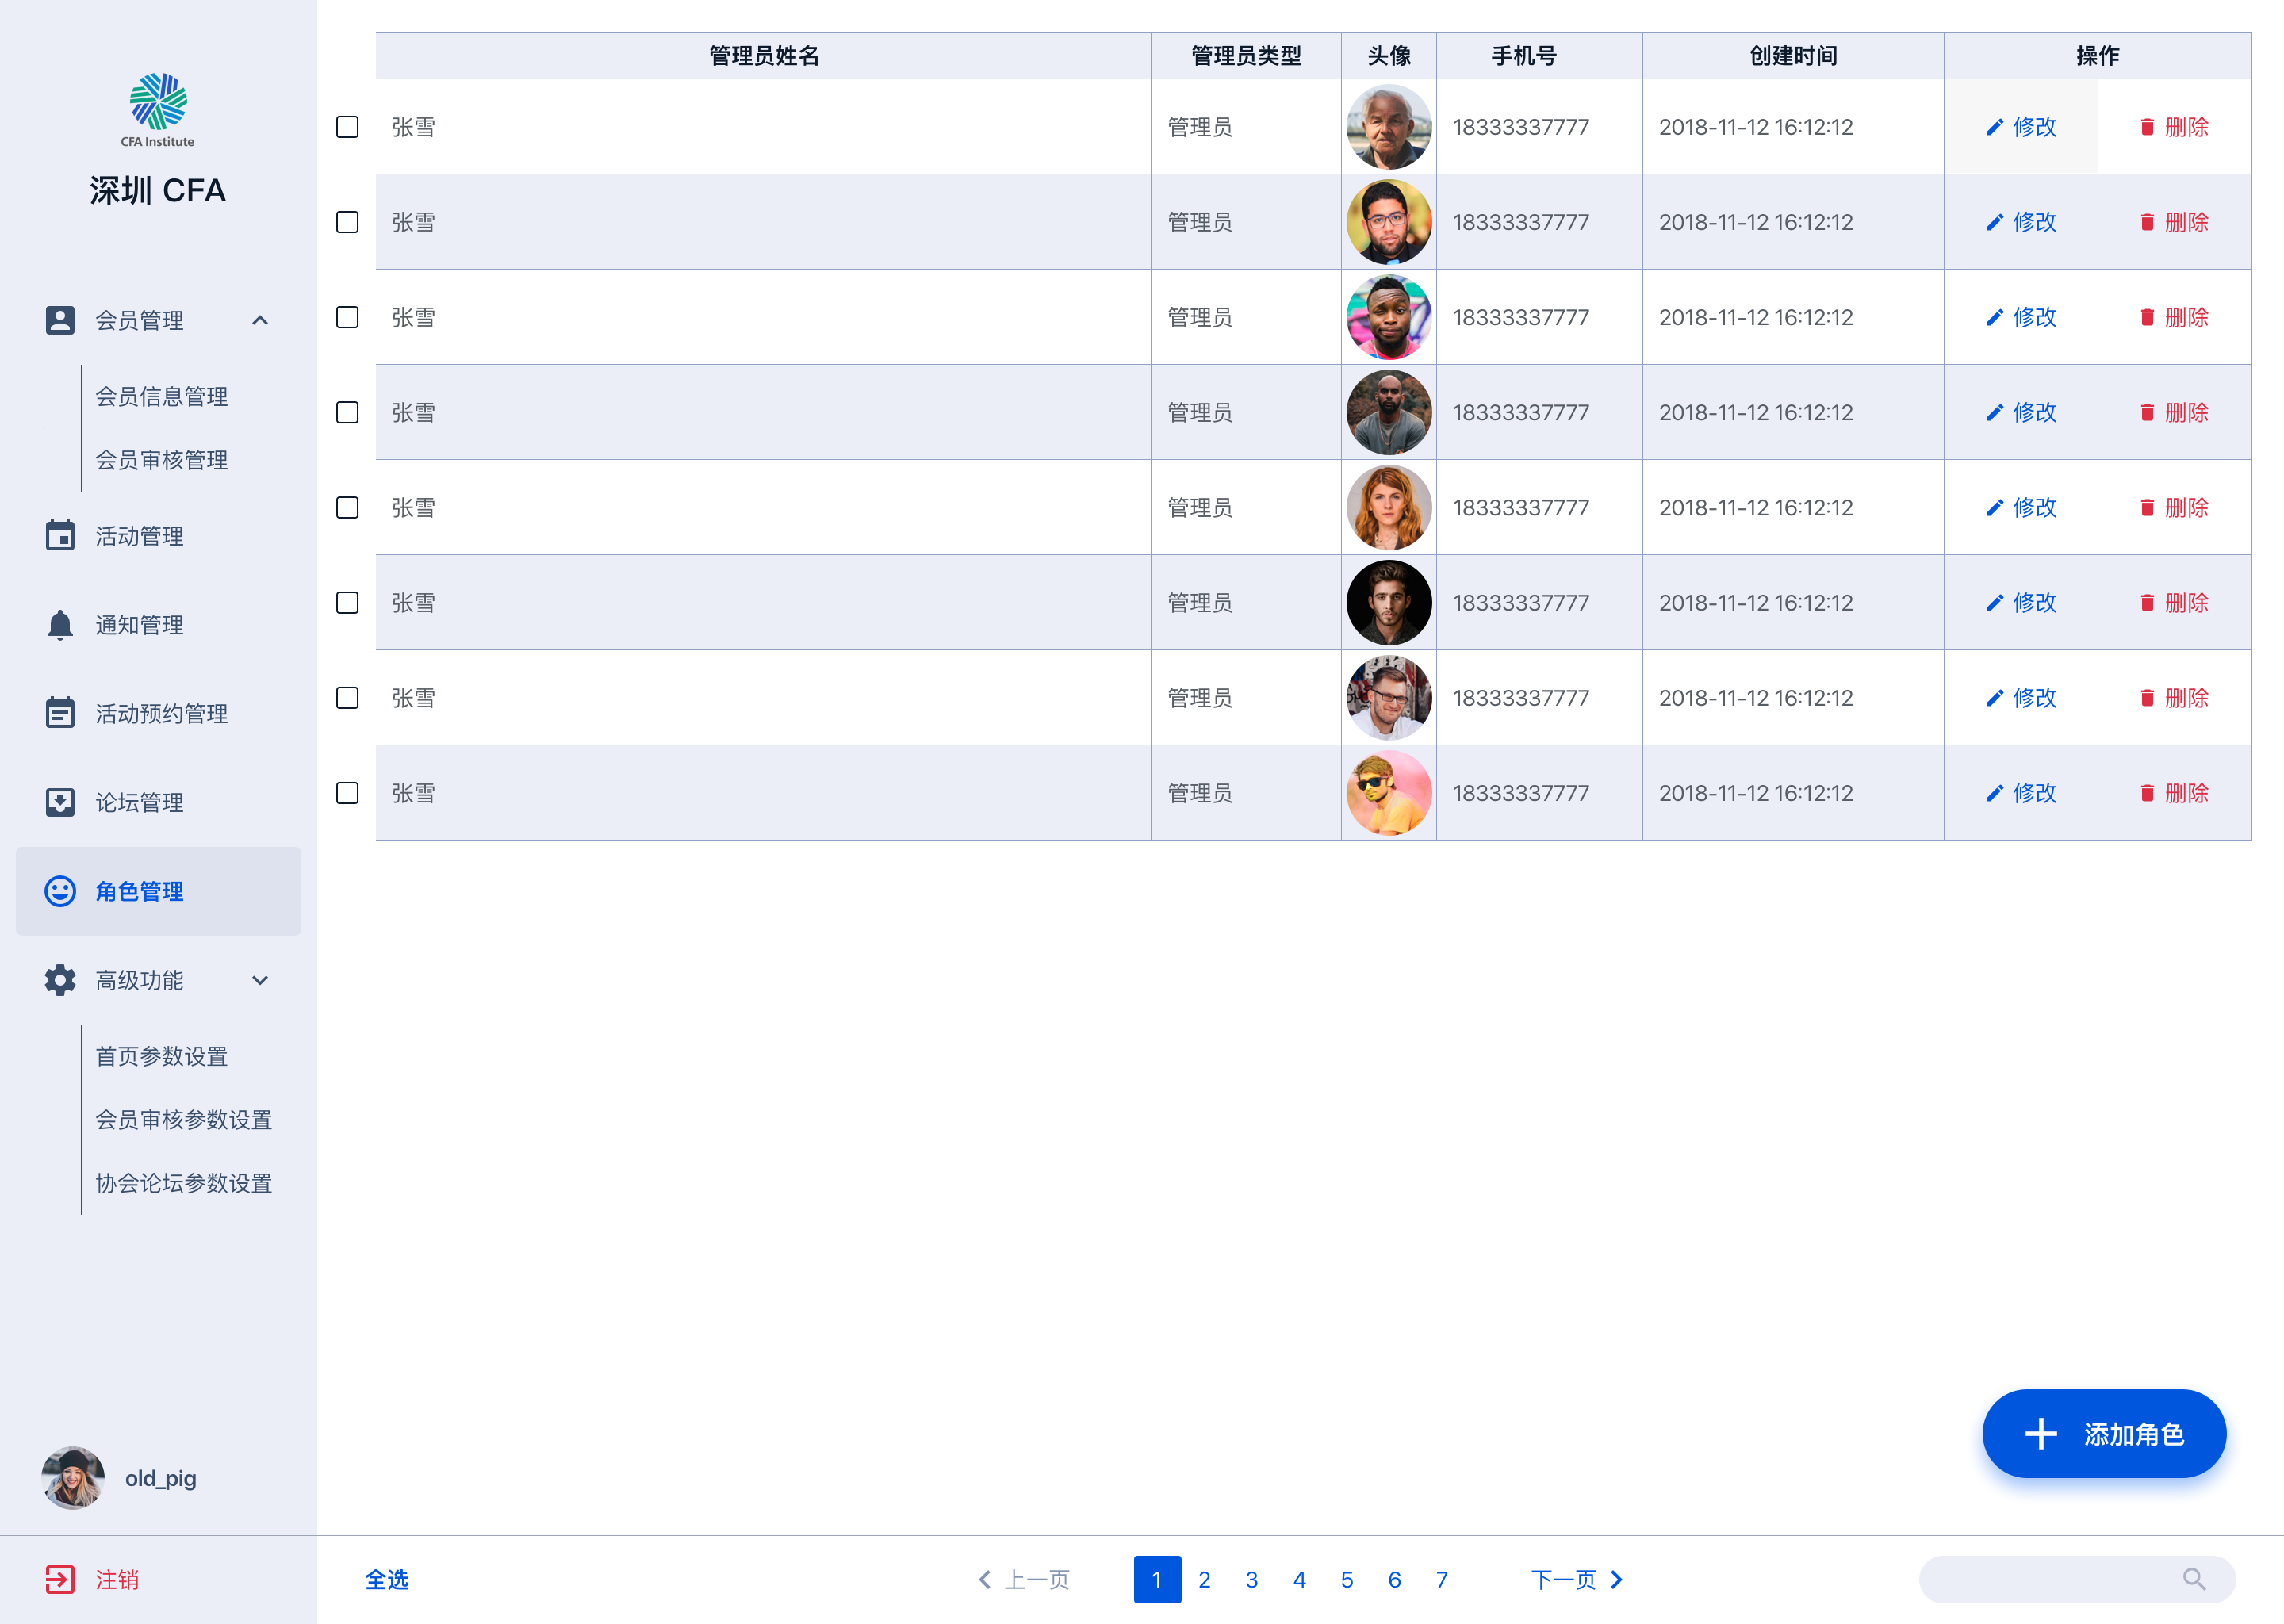 CFA Institute
深圳 CFA
会员管理
会员信息管理
会员审核管理
活动管理
通知管理
活动预约管理
论坛管理
角色管理
高级功能
首页参数设置
会员审核参数设置
协会论坛参数设置
old_pig
注销
管理员姓名 管理员类型 头像 手机号 创建时间 操作
张雪 管理员 18333337777 2018-11-12 16:12:12 修改 删除
张雪 管理员 18333337777 2018-11-12 16:12:12 修改 删除
张雪 管理员 18333337777 2018-11-12 16:12:12 修改 删除
张雪 管理员 18333337777 2018-11-12 16:12:12 修改 删除
张雪 管理员 18333337777 2018-11-12 16:12:12 修改 删除
张雪 管理员 18333337777 2018-11-12 16:12:12 修改 删除
张雪 管理员 18333337777 2018-11-12 16:12:12 修改 删除
张雪 管理员 18333337777 2018-11-12 16:12:12 修改 删除
添加角色
全选 上一页 1 2 3 4 5 6 7 下一页